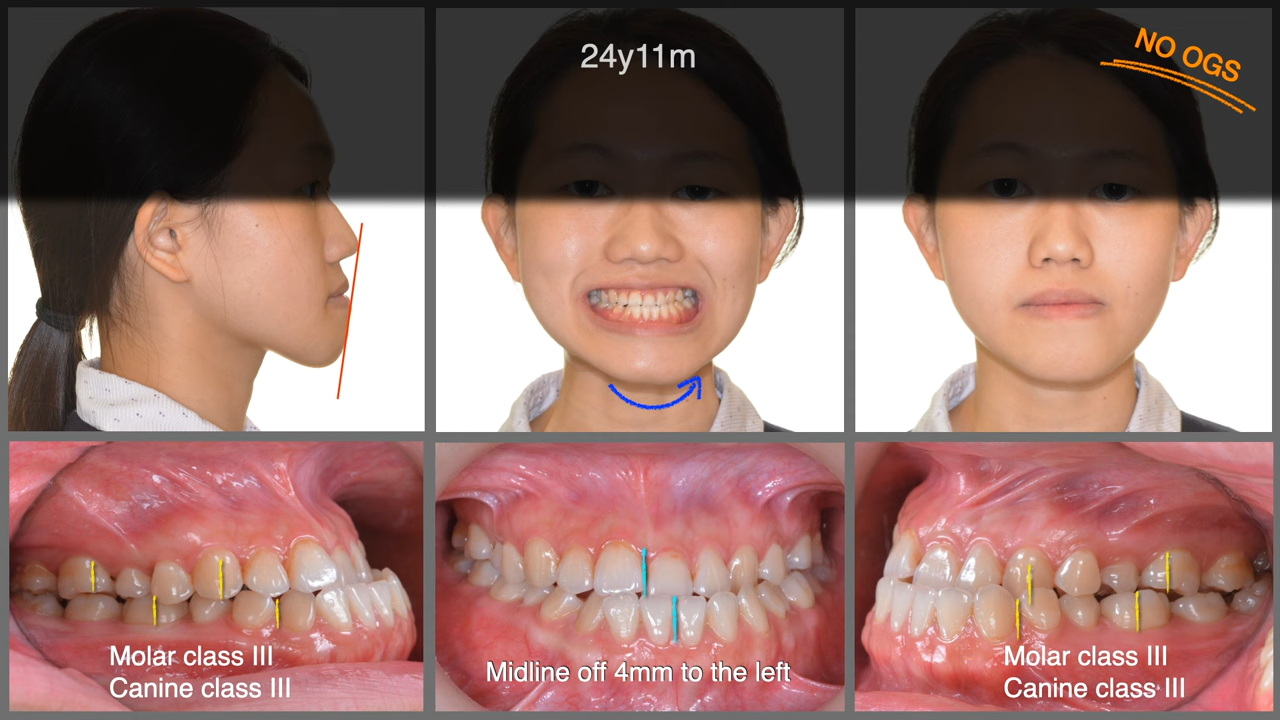 24y11m
NO OGS
Molar class III
Canine class III
Midline off 4mm to the left
Molar class III
Canine class III